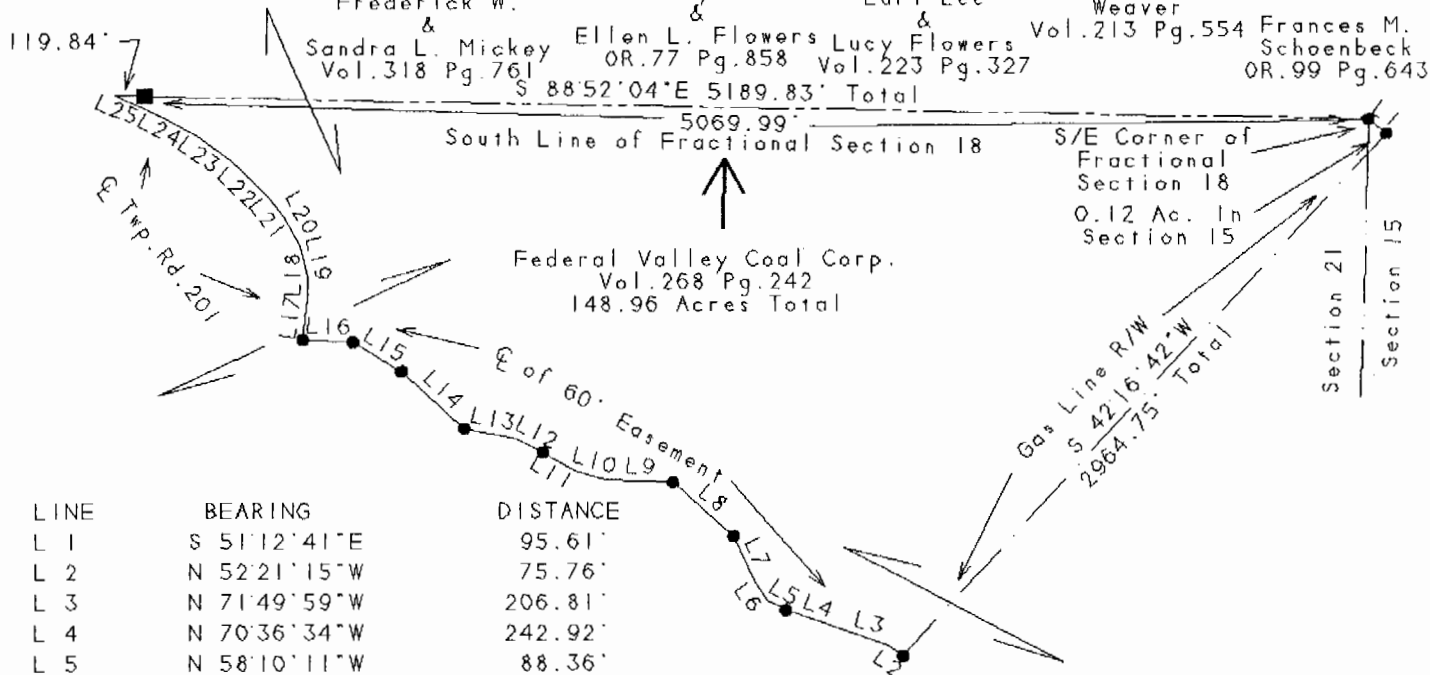 Frederick W.
&
Sandra L. Mickey
Vol.318 Pg.761
&
Ellen L. Flowers
OR.77 Pg.858
Earl Lee
&
Lucy Flowers
Vol.223 Pg.327
Weaver
Vol.213 Pg.554
Frances M.
Schoenbeck
OR.99 Pg.643
119.84'
S 88°52'04"E 5189.83' Total
5069.99'
South Line of Fractional Section 18
S/E Corner of
Fractional
Section 18
0.12 Ac. In
Section 15
L25 L24 L23 L22 L21
L20 L19
L17 L18
℄ Twp.Rd.201
Federal Valley Coal Corp.
Vol.268 Pg.242
148.96 Acres Total
Section 21
Section 15
Gas Line R/W
S 42°16'42"W
2964.75' Total
L16
L15
L14
L13 L12
L11
L10 L9
L8
L7
L6
L5 L4
L3
L2
℄ of 60' Easement
LINE BEARING DISTANCE
L 1 S 51°12'41"E 95.61'
L 2 N 52°21'15"W 75.76'
L 3 N 71°49'59"W 206.81'
L 4 N 70°36'34"W 242.92'
L 5 N 58°10'11"W 88.36'